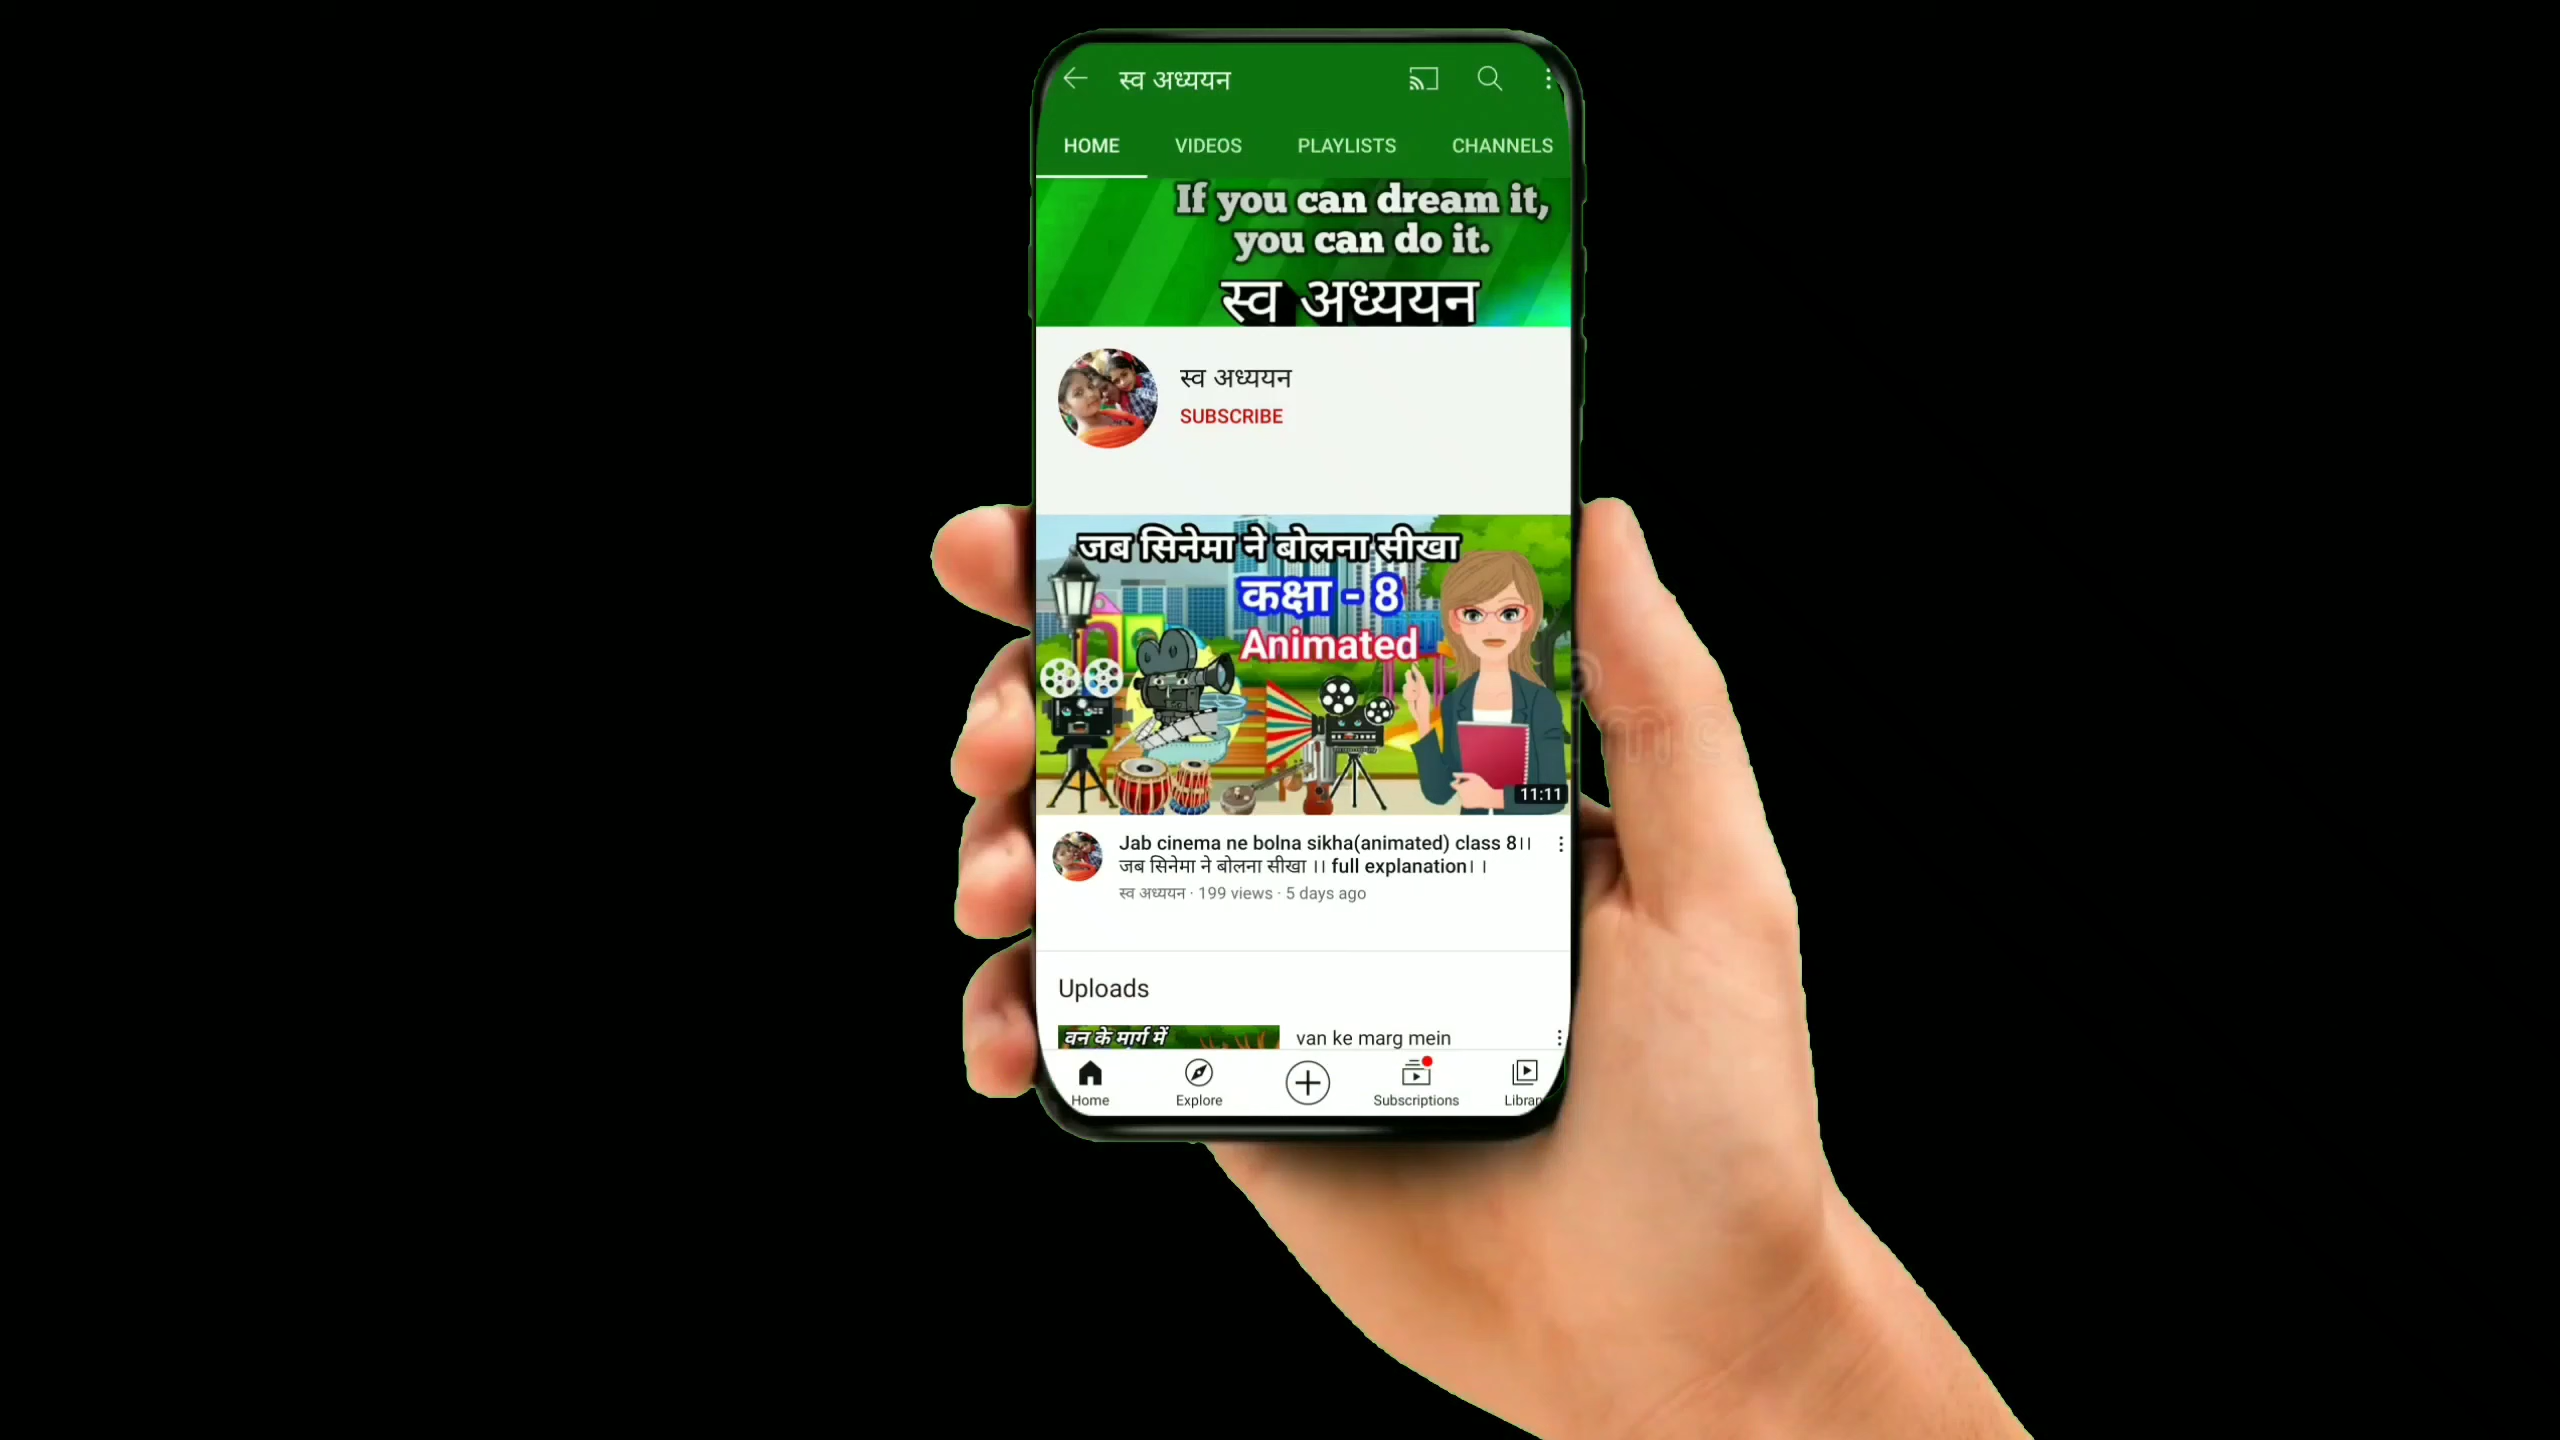 स्व अध्ययन
HOME VIDEOS PLAYLISTS CHANNELS
If you can dream it,
you can do it.
स्व अध्ययन
स्व अध्ययन
SUBSCRIBE
जब सिनेमा ने बोलना सीखा
कक्षा - 8
Animated
11:11
Jab cinema ne bolna sikha(animated) class 8।।
जब सिनेमा ने बोलना सीखा ।। full explanation। ।
स्व अध्ययन · 199 views · 5 days ago
Uploads
वन के मार्ग में
van ke marg mein
Home Explore Subscriptions Librar